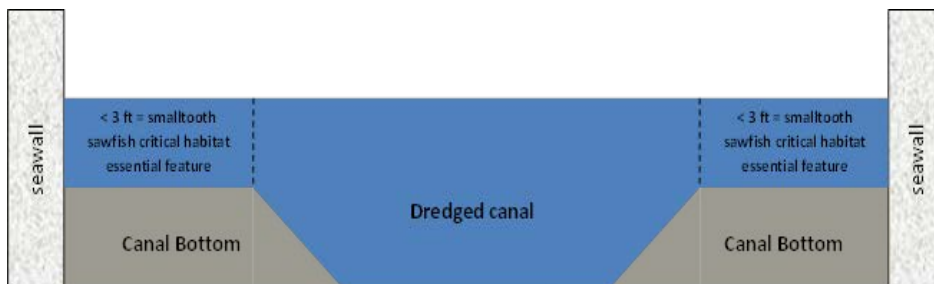 seawall
< 3 ft = smalltooth
sawfish critical habitat
essential feature
Canal Bottom
Dredged canal
< 3 ft = smalltooth
sawfish critical habitat
essential feature
Canal Bottom
seawall